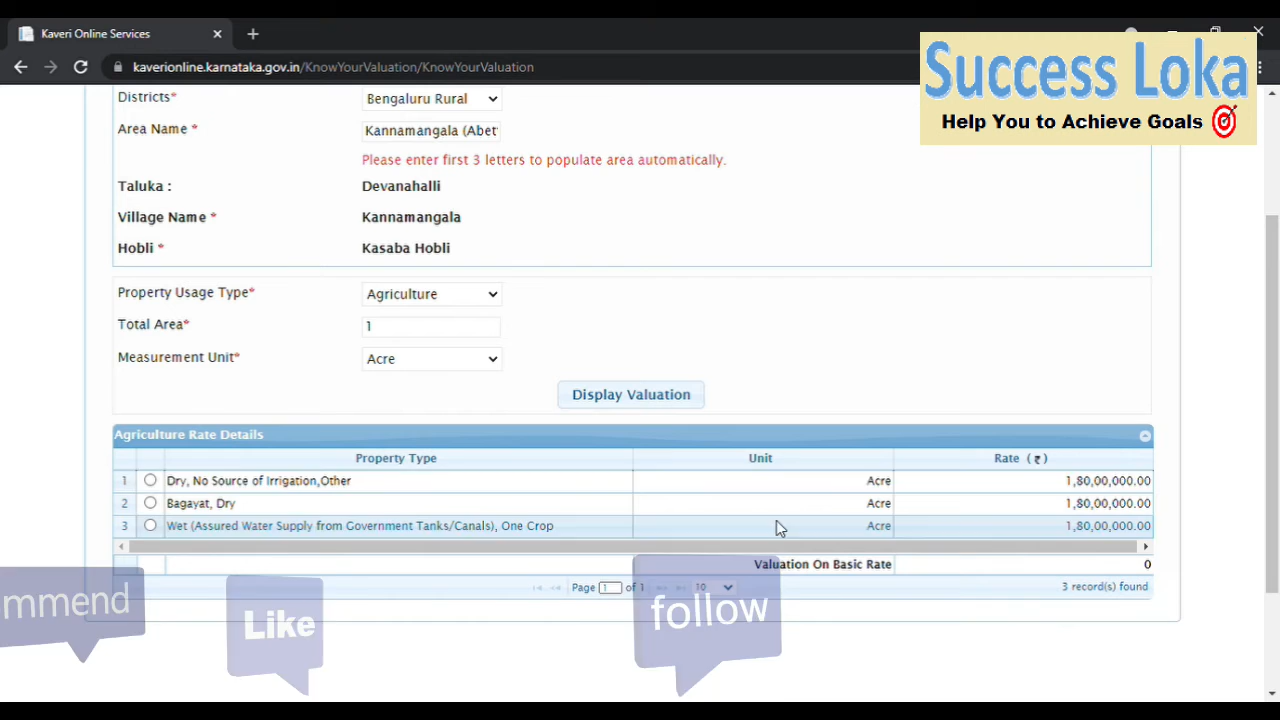 Kaveri Online Services
kaverionline.karnataka.gov.in/KnowYourValuation/KnowYourValuation
Success Loka
Help You to Achieve Goals
Districts* Bengaluru Rural
Area Name * Kannamangala (Abet
Please enter first 3 letters to populate area automatically.
Taluka : Devanahalli
Village Name * Kannamangala
Hobli * Kasaba Hobli
Property Usage Type* Agriculture
Total Area* 1
Measurement Unit* Acre
Display Valuation
Agriculture Rate Details
Property Type Unit Rate (₹)
1 Dry, No Source of Irrigation,Other Acre 1,80,00,000.00
2 Bagayat, Dry Acre 1,80,00,000.00
3 Wet (Assured Water Supply from Government Tanks/Canals), One Crop Acre 1,80,00,000.00
Valuation On Basic Rate 0
Page 1 of 1 10 3 record(s) found
mmend
Like
follow